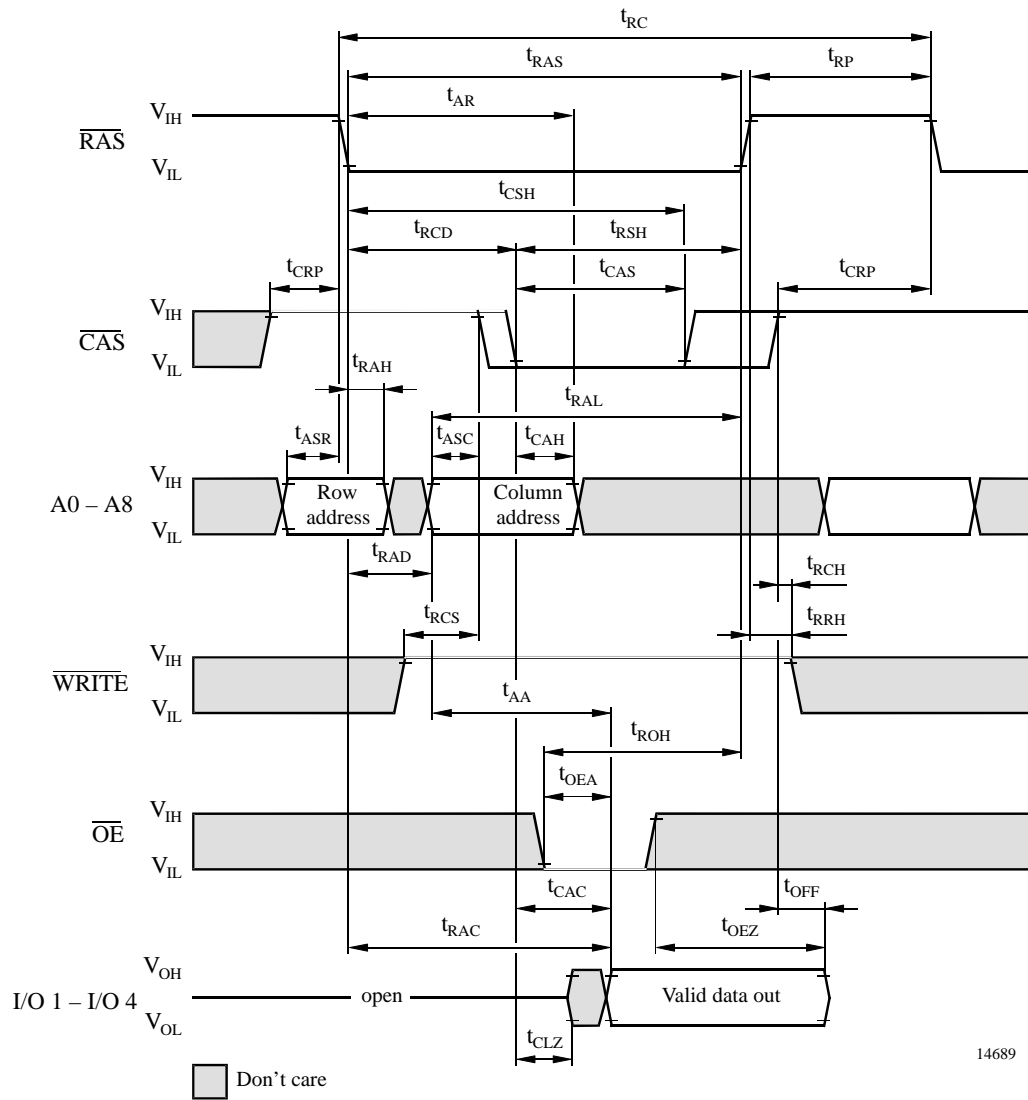 tRC
tRAS
tRP
tAR
VIH
RAS
VIL
tCSH
tRCD
tRSH
tCRP
tCAS
tCRP
VIH
CAS
VIL
tRAH
tRAL
tASR
tASC
tCAH
VIH
A0 – A8
Row address
Column address
VIL
tRAD
tRCH
tRCS
tRRH
VIH
WRITE
VIL
tAA
tROH
tOEA
VIH
OE
VIL
tCAC
tOFF
tRAC
tOEZ
VOH
I/O 1 – I/O 4
open
Valid data out
VOL
tCLZ
14689
Don't care